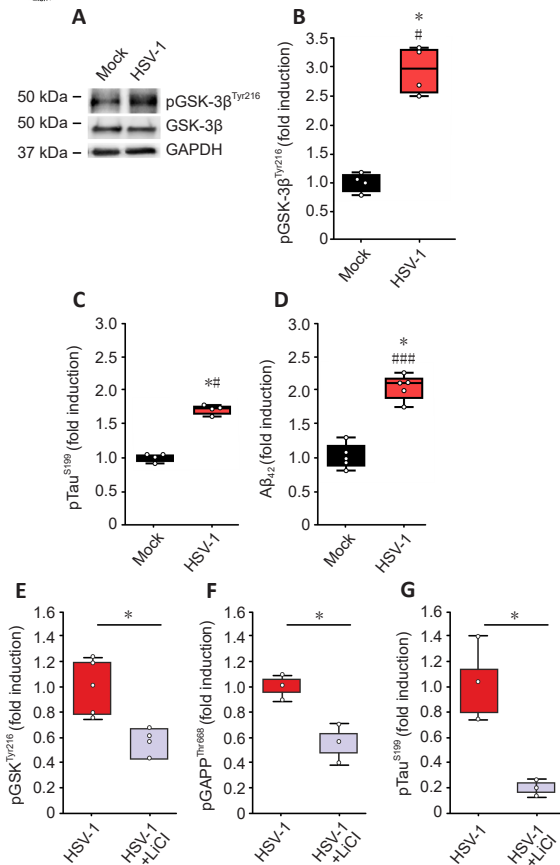 A
Mock
HSV-1
50 kDa
pGSK-3β^Tyr216
50 kDa
GSK-3β
37 kDa
GAPDH
B
pGSK-3β^Tyr216 (fold induction)
3.5
3.0
2.5
2.0
1.5
1.0
0.5
0
*
#
Mock
HSV-1
C
pTau^S199 (fold induction)
3.0
2.5
2.0
1.5
1.0
0.5
0
*#
Mock
HSV-1
D
Aβ42 (fold induction)
3.0
2.5
2.0
1.5
1.0
0.5
0
*
###
Mock
HSV-1
E
pGSK^Tyr216 (fold induction)
1.6
1.4
1.2
1.0
0.8
0.6
0.4
0.2
0
*
HSV-1
HSV-1
+LiCl
F
pGAPP^Thr668 (fold induction)
1.6
1.4
1.2
1.0
0.8
0.6
0.4
0.2
0
*
HSV-1
HSV-1
+LiCl
G
pTau^S199 (fold induction)
1.6
1.4
1.2
1.0
0.8
0.6
0.4
0.2
0
*
HSV-1
HSV-1
+LiCl